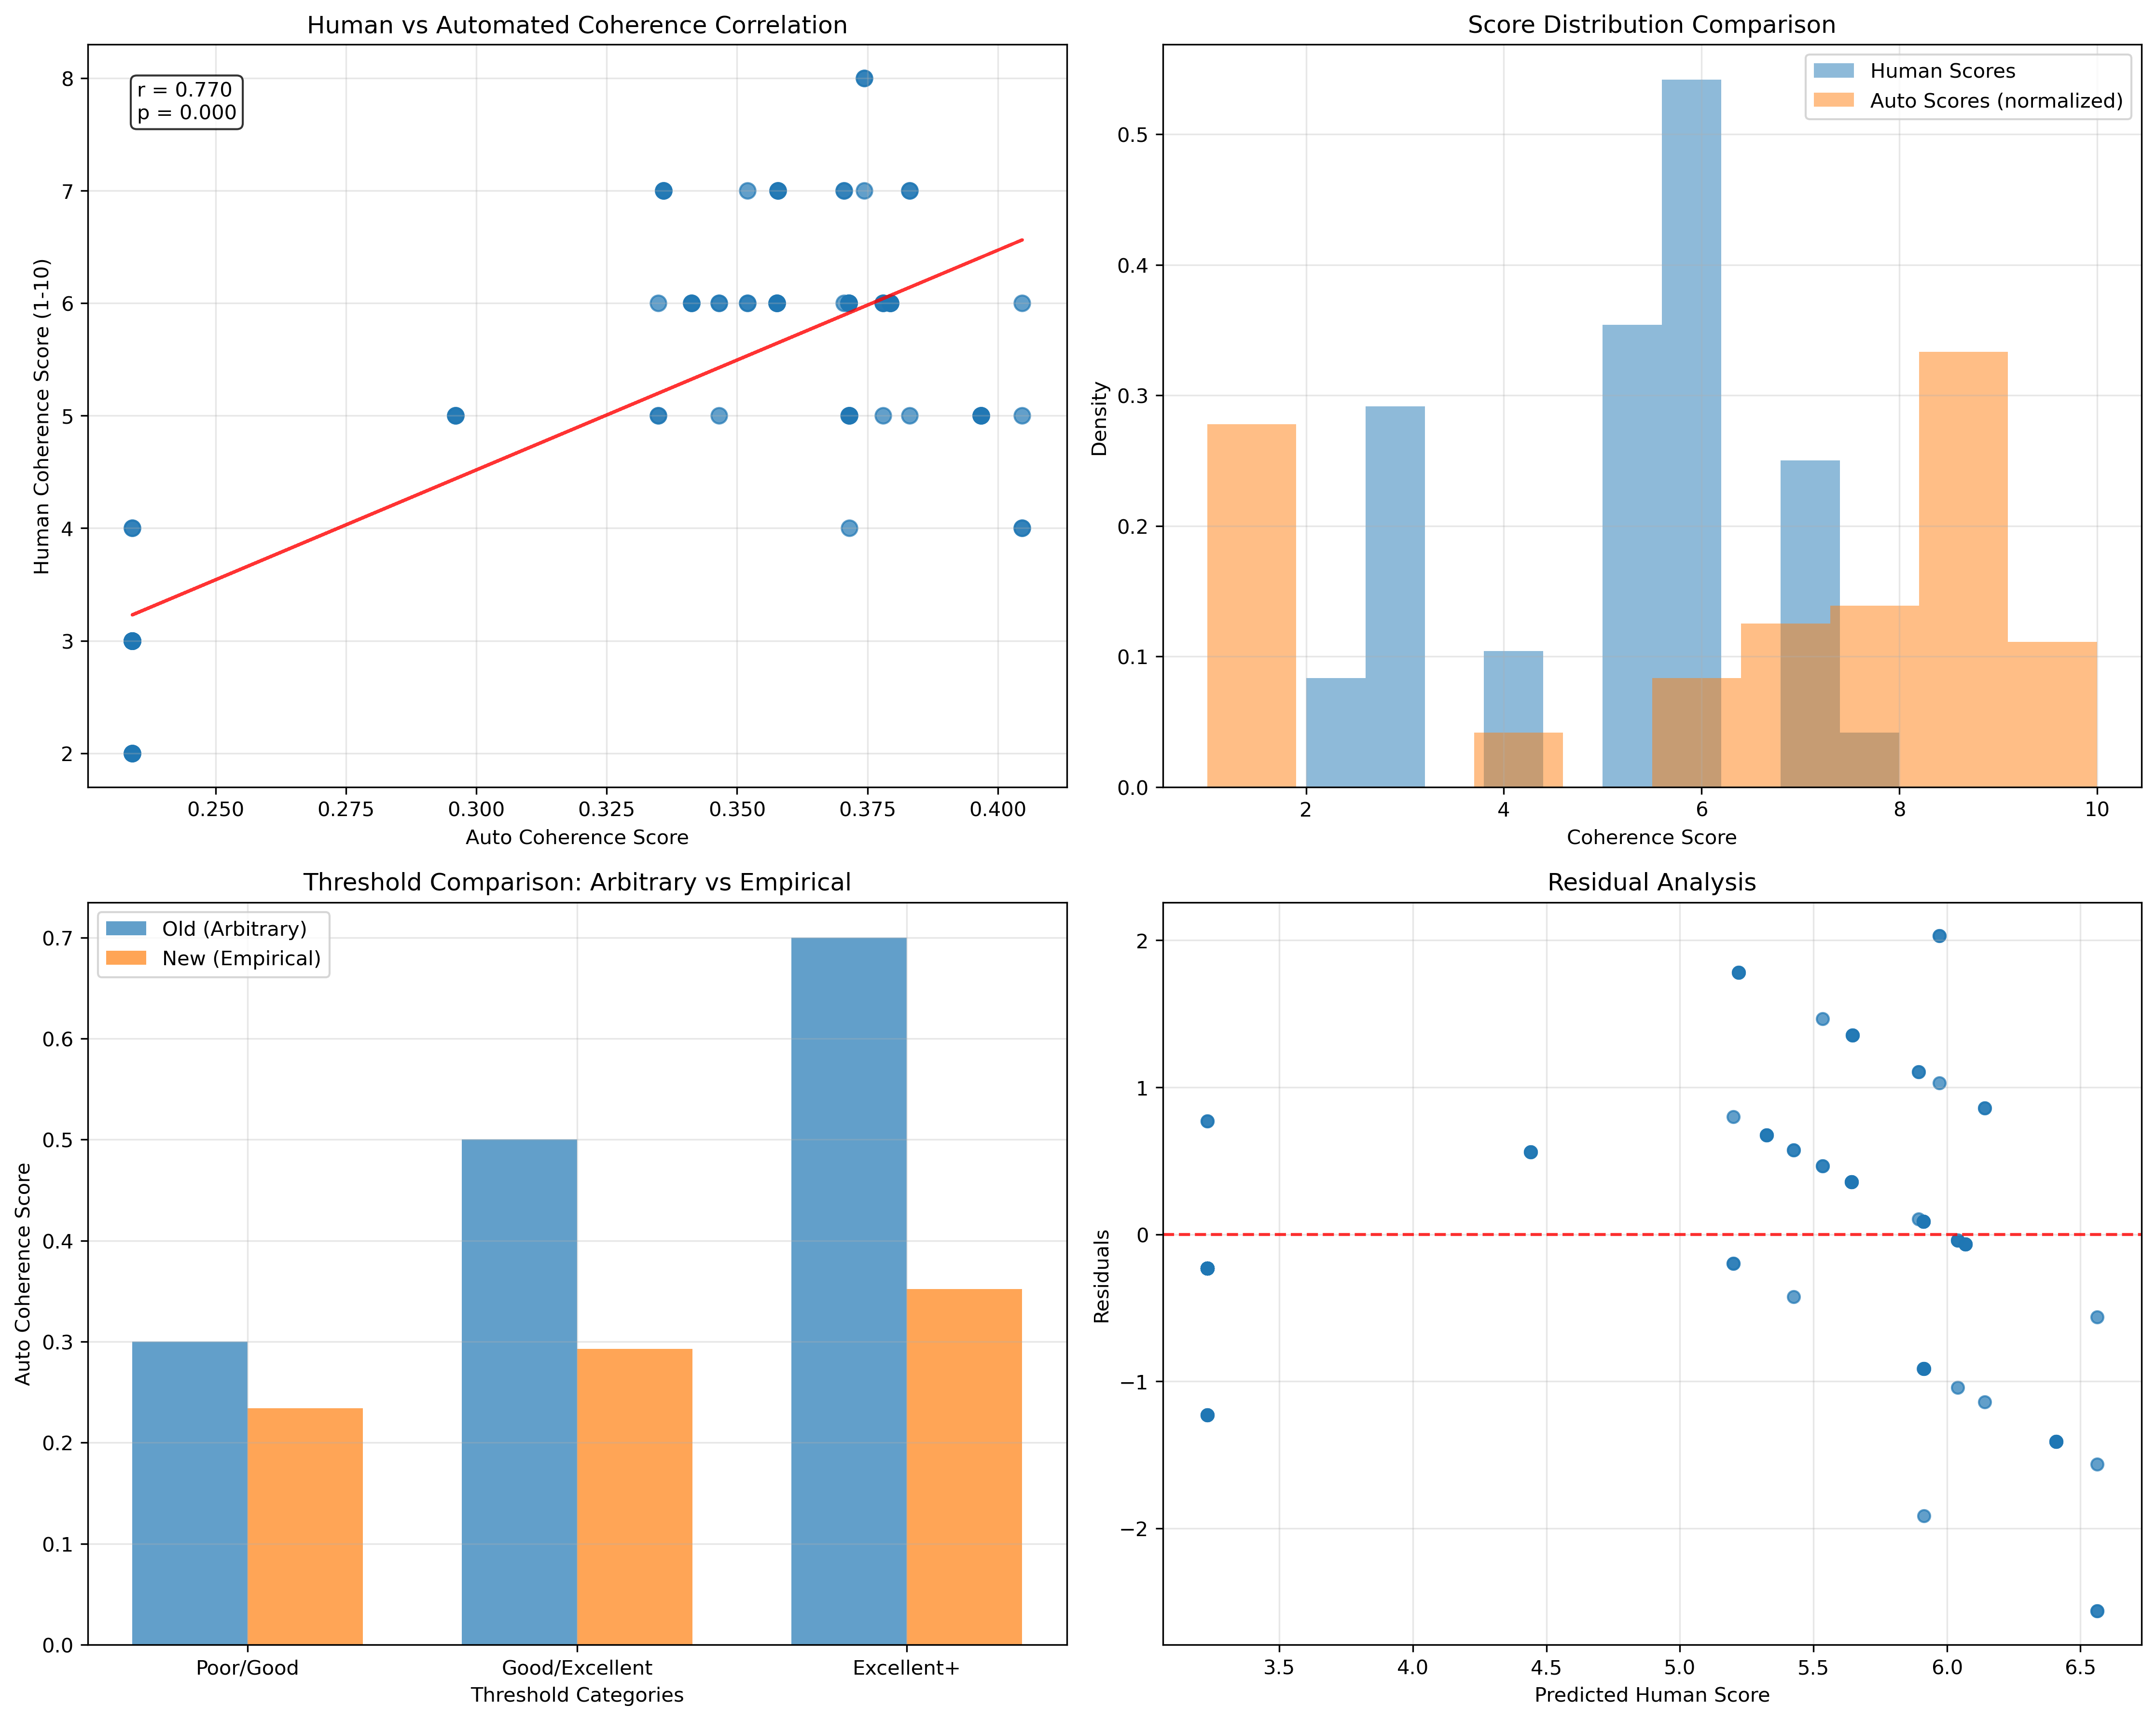 Human vs Automated Coherence Correlation
r = 0.770
p = 0.000
8
7
6
5
4
3
2
Human Coherence Score (1-10)
0.250 0.275 0.300 0.325 0.350 0.375 0.400
Auto Coherence Score
Score Distribution Comparison
Human Scores
Auto Scores (normalized)
0.5
0.4
0.3
0.2
0.1
0.0
Density
2 4 6 8 10
Coherence Score
Threshold Comparison: Arbitrary vs Empirical
Old (Arbitrary)
New (Empirical)
0.7
0.6
0.5
0.4
0.3
0.2
0.1
0.0
Auto Coherence Score
Poor/Good Good/Excellent Excellent+
Threshold Categories
Residual Analysis
2
1
0
−1
−2
Residuals
3.5 4.0 4.5 5.0 5.5 6.0 6.5
Predicted Human Score